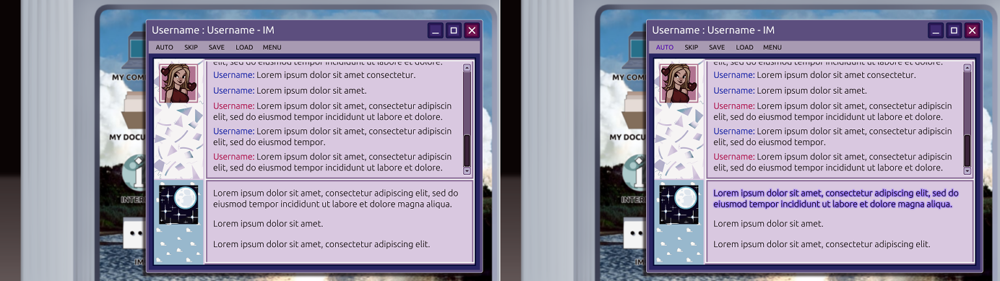 Username : Username - IM
AUTO SKIP SAVE LOAD MENU
MY COM
MY DOCU
INTER
IM
elit, sed do eiusmod tempor incididunt ut labore et dolore.
Username: Lorem ipsum dolor sit amet consectetur.
Username: Lorem ipsum dolor sit amet.
Username: Lorem ipsum dolor sit amet, consectetur adipiscin
elit, sed do eiusmod tempor incididunt ut labore et dolore.
Username: Lorem ipsum dolor sit amet, consectetur adipiscin
elit, sed do eiusmod tempor.
Username: Lorem ipsum dolor sit amet, consectetur adipiscin
elit, sed do eiusmod tempor incididunt ut labore et dolore.
Lorem ipsum dolor sit amet, consectetur adipiscing elit, sed do
eiusmod tempor incididunt ut labore et dolore magna aliqua.
Lorem ipsum dolor sit amet.
Lorem ipsum dolor sit amet, consectetur adipiscing elit.
Username : Username - IM
AUTO SKIP SAVE LOAD MENU
MY COM
MY DOCU
INTER
IM
elit, sed do eiusmod tempor incididunt ut labore et dolore.
Username: Lorem ipsum dolor sit amet consectetur.
Username: Lorem ipsum dolor sit amet.
Username: Lorem ipsum dolor sit amet, consectetur adipiscin
elit, sed do eiusmod tempor incididunt ut labore et dolore.
Username: Lorem ipsum dolor sit amet, consectetur adipiscin
elit, sed do eiusmod tempor.
Username: Lorem ipsum dolor sit amet, consectetur adipiscin
elit, sed do eiusmod tempor incididunt ut labore et dolore.
Lorem ipsum dolor sit amet, consectetur adipiscing elit, sed do
eiusmod tempor incididunt ut labore et dolore magna aliqua.
Lorem ipsum dolor sit amet.
Lorem ipsum dolor sit amet, consectetur adipiscing elit.